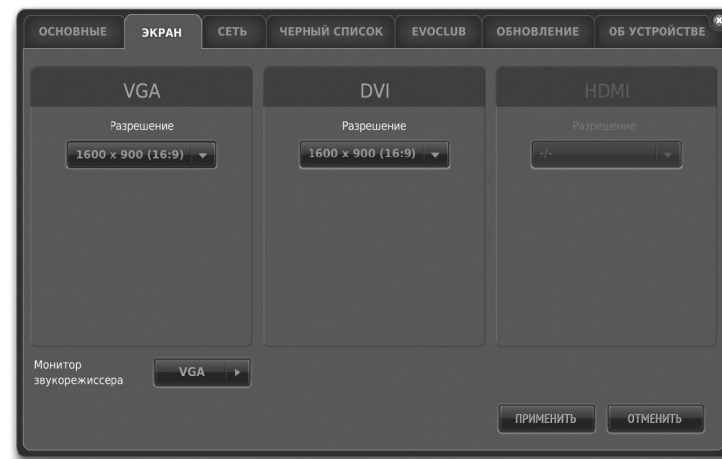 ОСНОВНЫЕ ЭКРАН СЕТЬ ЧЕРНЫЙ СПИСОК EVOCLUB ОБНОВЛЕНИЕ ОБ УСТРОЙСТВЕ
VGA DVI HDMI
Разрешение Разрешение Разрешение
1600 x 900 (16:9) 1600 x 900 (16:9) -/-
Монитор
звукорежиссера
VGA
ПРИМЕНИТЬ ОТМЕНИТЬ